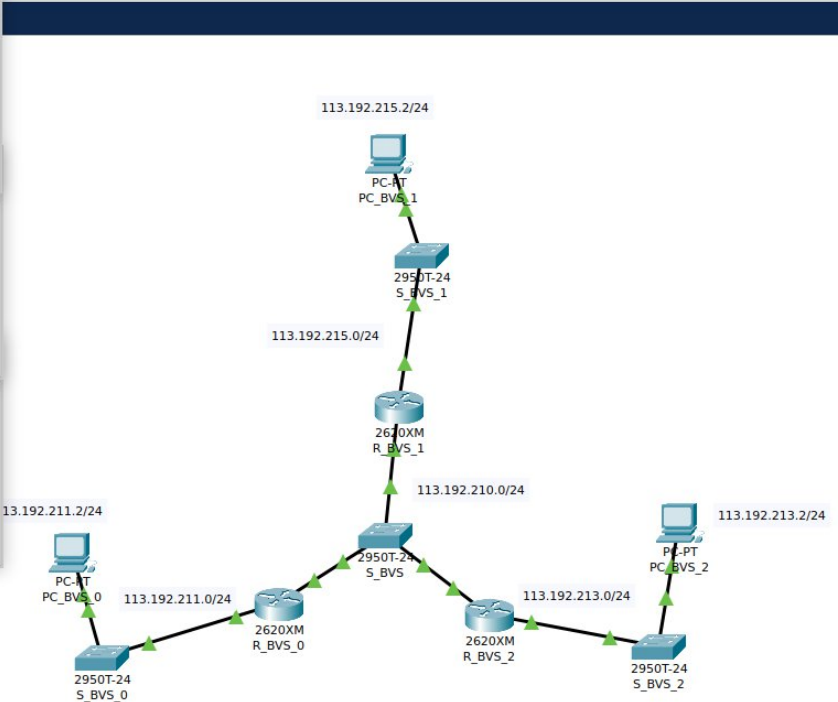 113.192.215.2/24
PC-PT
PC_BVS_1
2950T-24
S_BVS_1
113.192.215.0/24
2620XM
R_BVS_1
113.192.210.0/24
13.192.211.2/24
113.192.213.2/24
PC-PT
PC_BVS_0
PC-PT
PC_BVS_2
2950T-24
S_BVS
113.192.211.0/24
113.192.213.0/24
2620XM
R_BVS_0
2620XM
R_BVS_2
2950T-24
S_BVS_0
2950T-24
S_BVS_2